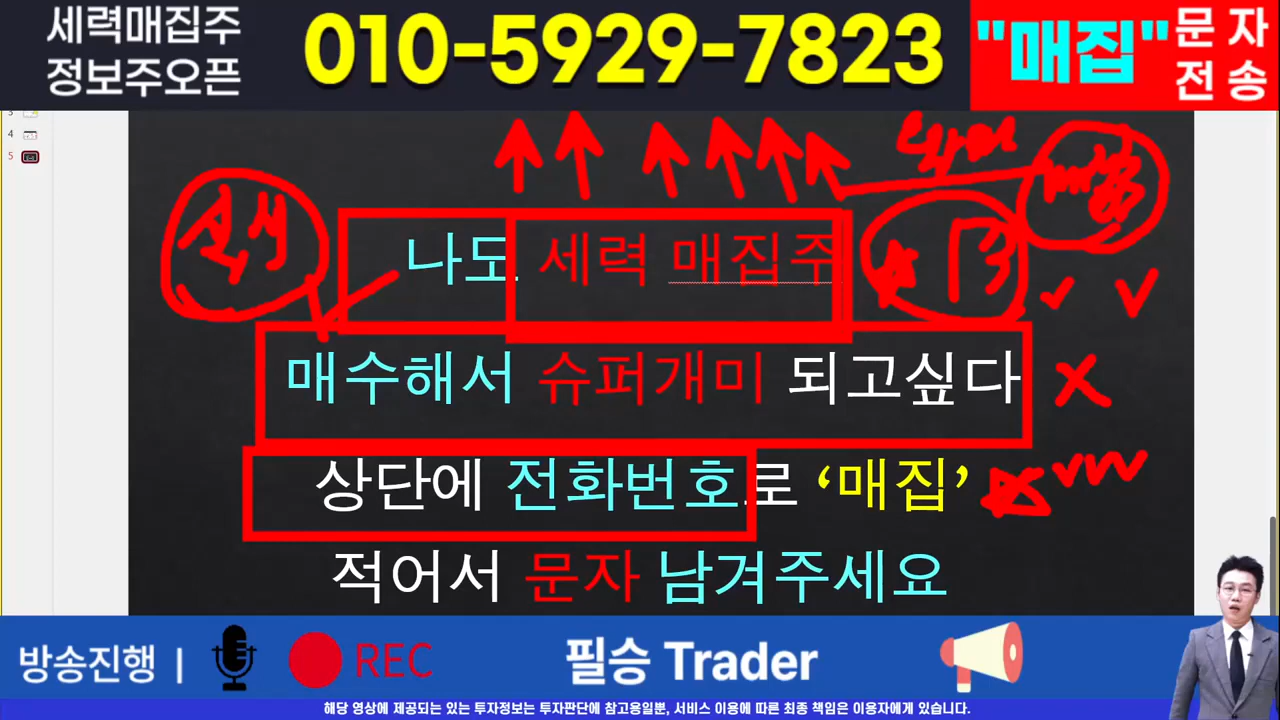 세력매집주
정보주오픈
010-5929-7823
"매집"
문자
전송
3
4
5
나도 세력 매집주
매수해서 슈퍼개미 되고싶다
상단에 전화번호로 ‘매집’
적어서 문자 남겨주세요
방송진행 |
REC
필승 Trader
해당 영상에 제공되는 있는 투자정보는 투자판단에 참고용일뿐, 서비스 이용에 따른 최종 책임은 이용자에게 있습니다.